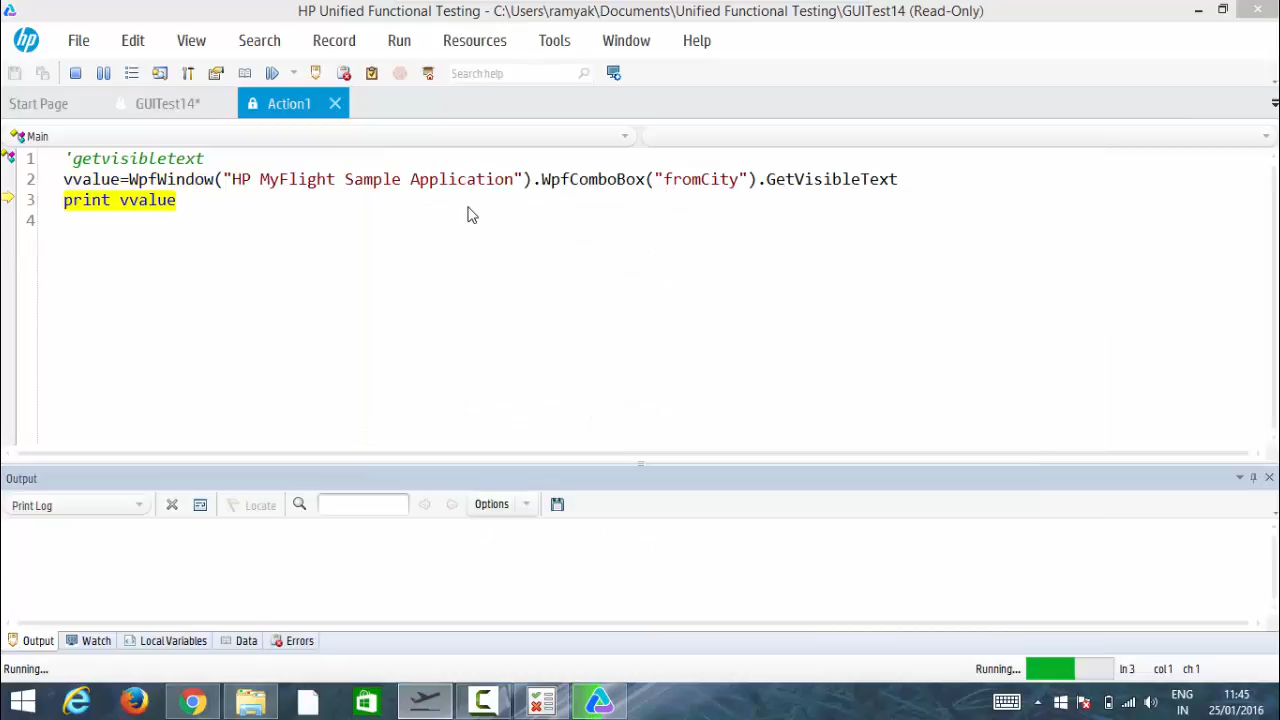 HP Unified Functional Testing - C:\Users\ramyak\Documents\Unified Functional Testing\GUITest14 (Read-Only)
hp File Edit View Search Record Run Resources Tools Window Help
Search help
Start Page GUITest14* Action1
Main
1 'getvisibletext
2 vvalue=WpfWindow("HP MyFlight Sample Application").WpfComboBox("fromCity").GetVisibleText
3 print vvalue
4
Output
Print Log Locate Options
Output Watch Local Variables Data Errors
Running... Running... ln 3 col 1 ch 1
ENG 11:45
IN 25/01/2016